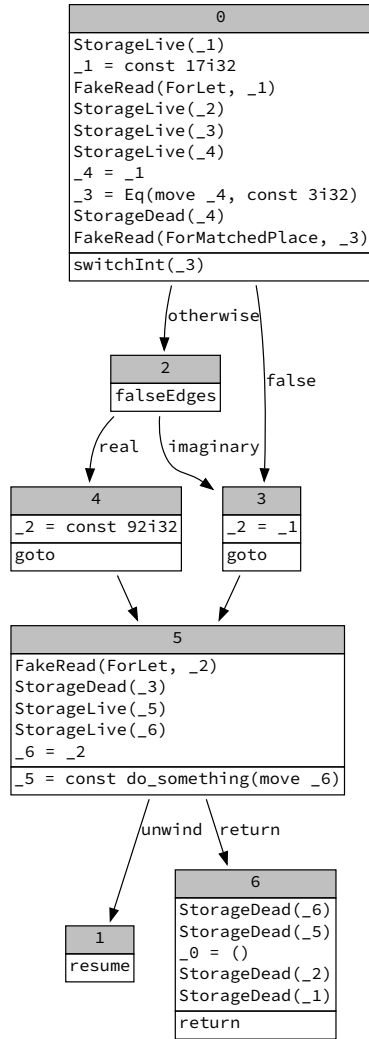 0
StorageLive(_1)
_1 = const 17i32
FakeRead(ForLet, _1)
StorageLive(_2)
StorageLive(_3)
StorageLive(_4)
_4 = _1
_3 = Eq(move _4, const 3i32)
StorageDead(_4)
FakeRead(ForMatchedPlace, _3)
switchInt(_3)
otherwise
false
2
falseEdges
real
imaginary
4
_2 = const 92i32
goto
3
_2 = _1
goto
5
FakeRead(ForLet, _2)
StorageDead(_3)
StorageLive(_5)
StorageLive(_6)
_6 = _2
_5 = const do_something(move _6)
unwind
return
1
resume
6
StorageDead(_6)
StorageDead(_5)
_0 = ()
StorageDead(_2)
StorageDead(_1)
return